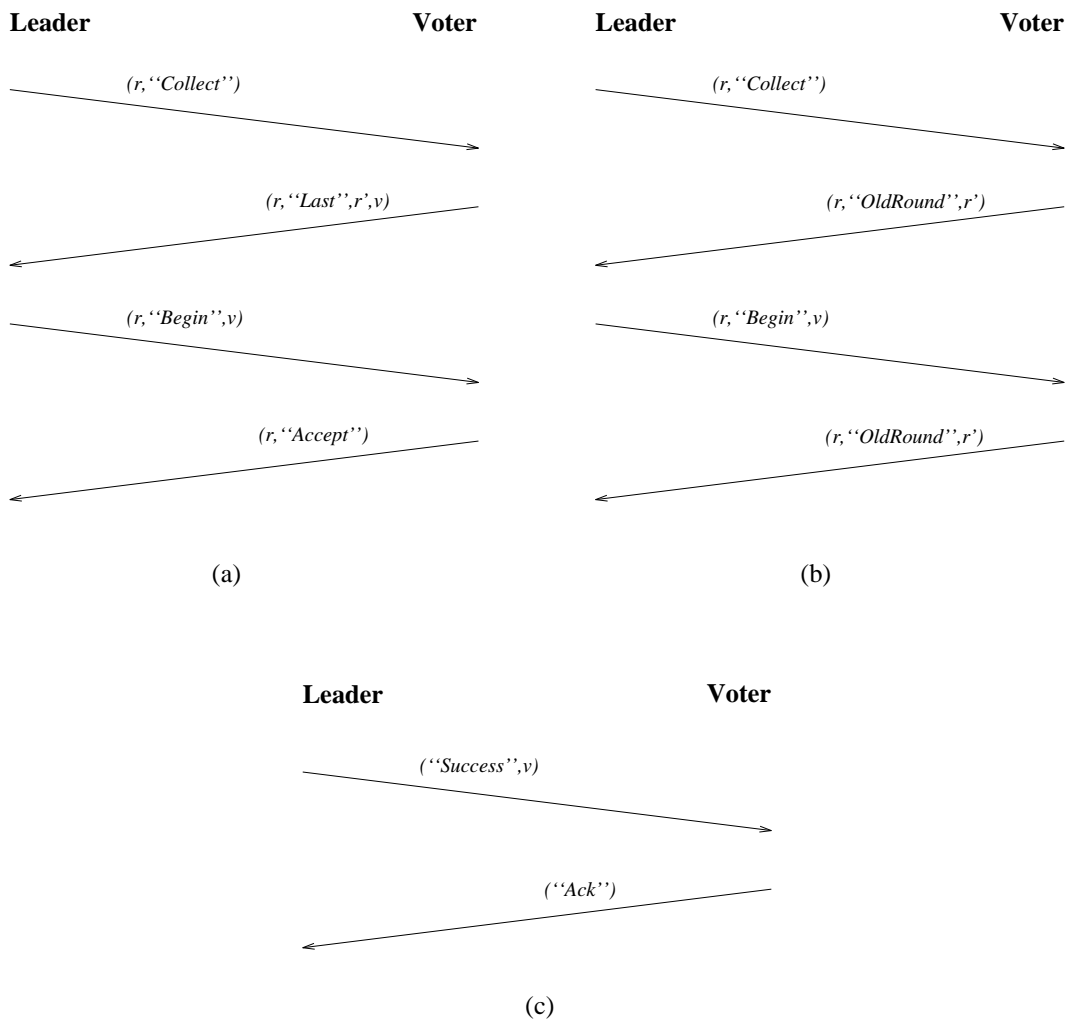 Leader Voter
(r,‘‘Collect’’)
(r,‘‘Last’’,r’,v)
(r,‘‘Begin’’,v)
(r,‘‘Accept’’)
(a)
Leader Voter
(r,‘‘Collect’’)
(r,‘‘OldRound’’,r’)
(r,‘‘Begin’’,v)
(r,‘‘OldRound’’,r’)
(b)
Leader Voter
(‘‘Success’’,v)
(‘‘Ack’’)
(c)